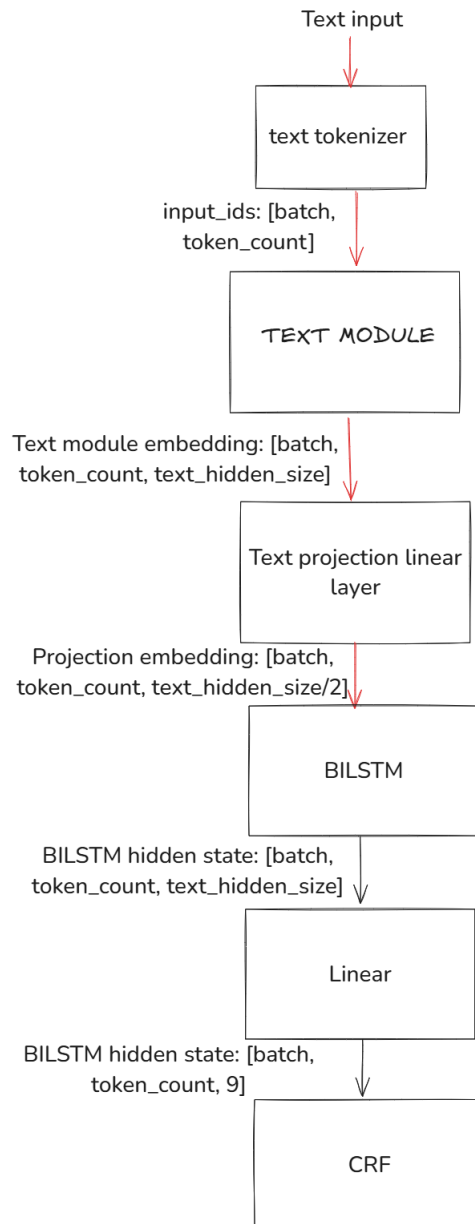 Text input
text tokenizer
input_ids: [batch,
token_count]
TEXT MODULE
Text module embedding: [batch,
token_count, text_hidden_size]
Text projection linear
layer
Projection embedding: [batch,
token_count, text_hidden_size/2]
BILSTM
BILSTM hidden state: [batch,
token_count, text_hidden_size]
Linear
BILSTM hidden state: [batch,
token_count, 9]
CRF